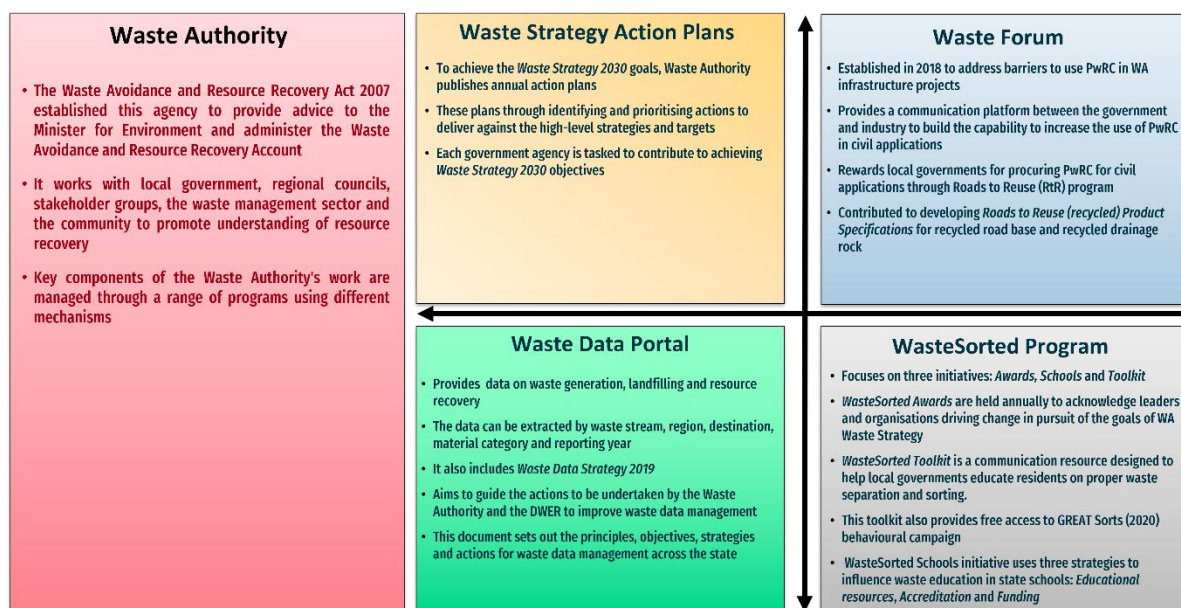 Waste Authority
• The Waste Avoidance and Resource Recovery Act 2007
established this agency to provide advice to the
Minister for Environment and administer the Waste
Avoidance and Resource Recovery Account
• It works with local government, regional councils,
stakeholder groups, the waste management sector and
the community to promote understanding of resource
recovery
• Key components of the Waste Authority's work are
managed through a range of programs using different
mechanisms
Waste Strategy Action Plans
• To achieve the Waste Strategy 2030 goals, Waste Authority
publishes annual action plans
• These plans through identifying and prioritising actions to
deliver against the high-level strategies and targets
• Each government agency is tasked to contribute to achieving
Waste Strategy 2030 objectives
Waste Forum
• Established in 2018 to address barriers to use PwRC in WA
infrastructure projects
• Provides a communication platform between the government
and industry to build the capability to increase the use of PwRC
in civil applications
• Rewards local governments for procuring PwRC for civil
applications through Roads to Reuse (RtR) program
• Contributed to developing Roads to Reuse (recycled) Product
Specifications for recycled road base and recycled drainage
rock
Waste Data Portal
• Provides data on waste generation, landfilling and resource
recovery
• The data can be extracted by waste stream, region, destination,
material category and reporting year
• It also includes Waste Data Strategy 2019
• Aims to guide the actions to be undertaken by the Waste
Authority and the DWER to improve waste data management
• This document sets out the principles, objectives, strategies
and actions for waste data management across the state
WasteSorted Program
• Focuses on three initiatives: Awards, Schools and Toolkit
• WasteSorted Awards are held annually to acknowledge leaders
and organisations driving change in pursuit of the goals of WA
Waste Strategy
• WasteSorted Toolkit is a communication resource designed to
help local governments educate residents on proper waste
separation and sorting.
• This toolkit also provides free access to GREAT Sorts (2020)
behavioural campaign
• WasteSorted Schools initiative uses three strategies to
influence waste education in state schools: Educational
resources, Accreditation and Funding